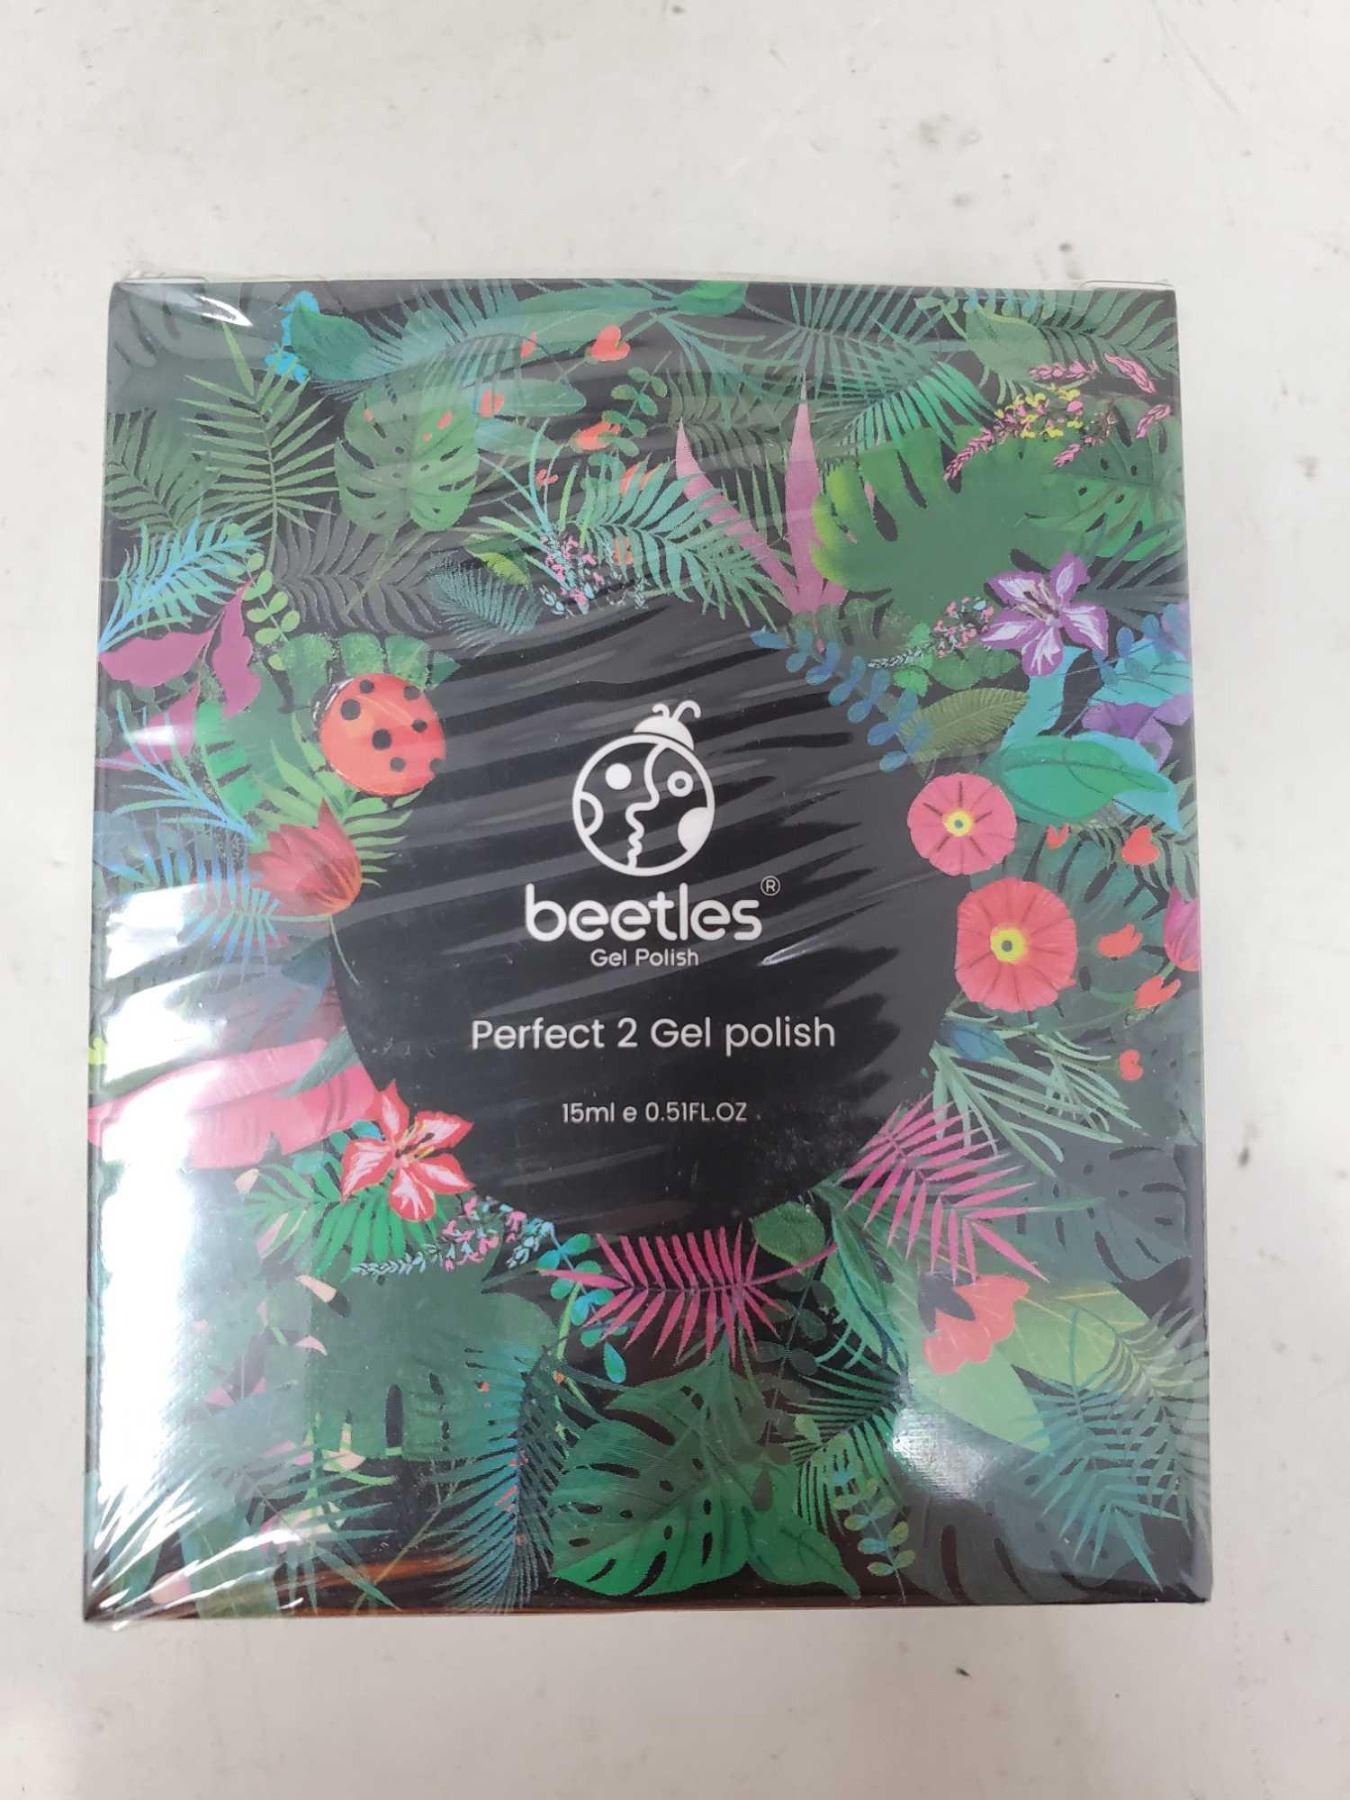 beetles®
Gel Polish
Perfect 2 Gel polish
15ml e 0.51FL.OZ